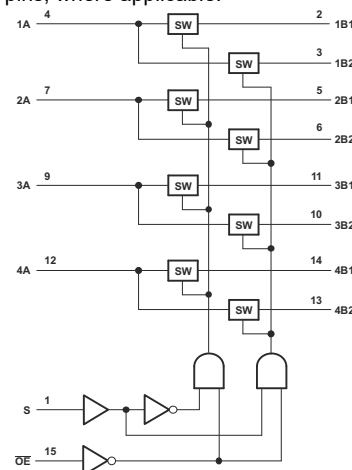 pins, where applicable.
1A 4 SW 2 1B1
SW 3 1B2
2A 7 SW 5 2B1
SW 6 2B2
3A 9 SW 11 3B1
SW 10 3B2
4A 12 SW 14 4B1
SW 13 4B2
S 1
OE 15